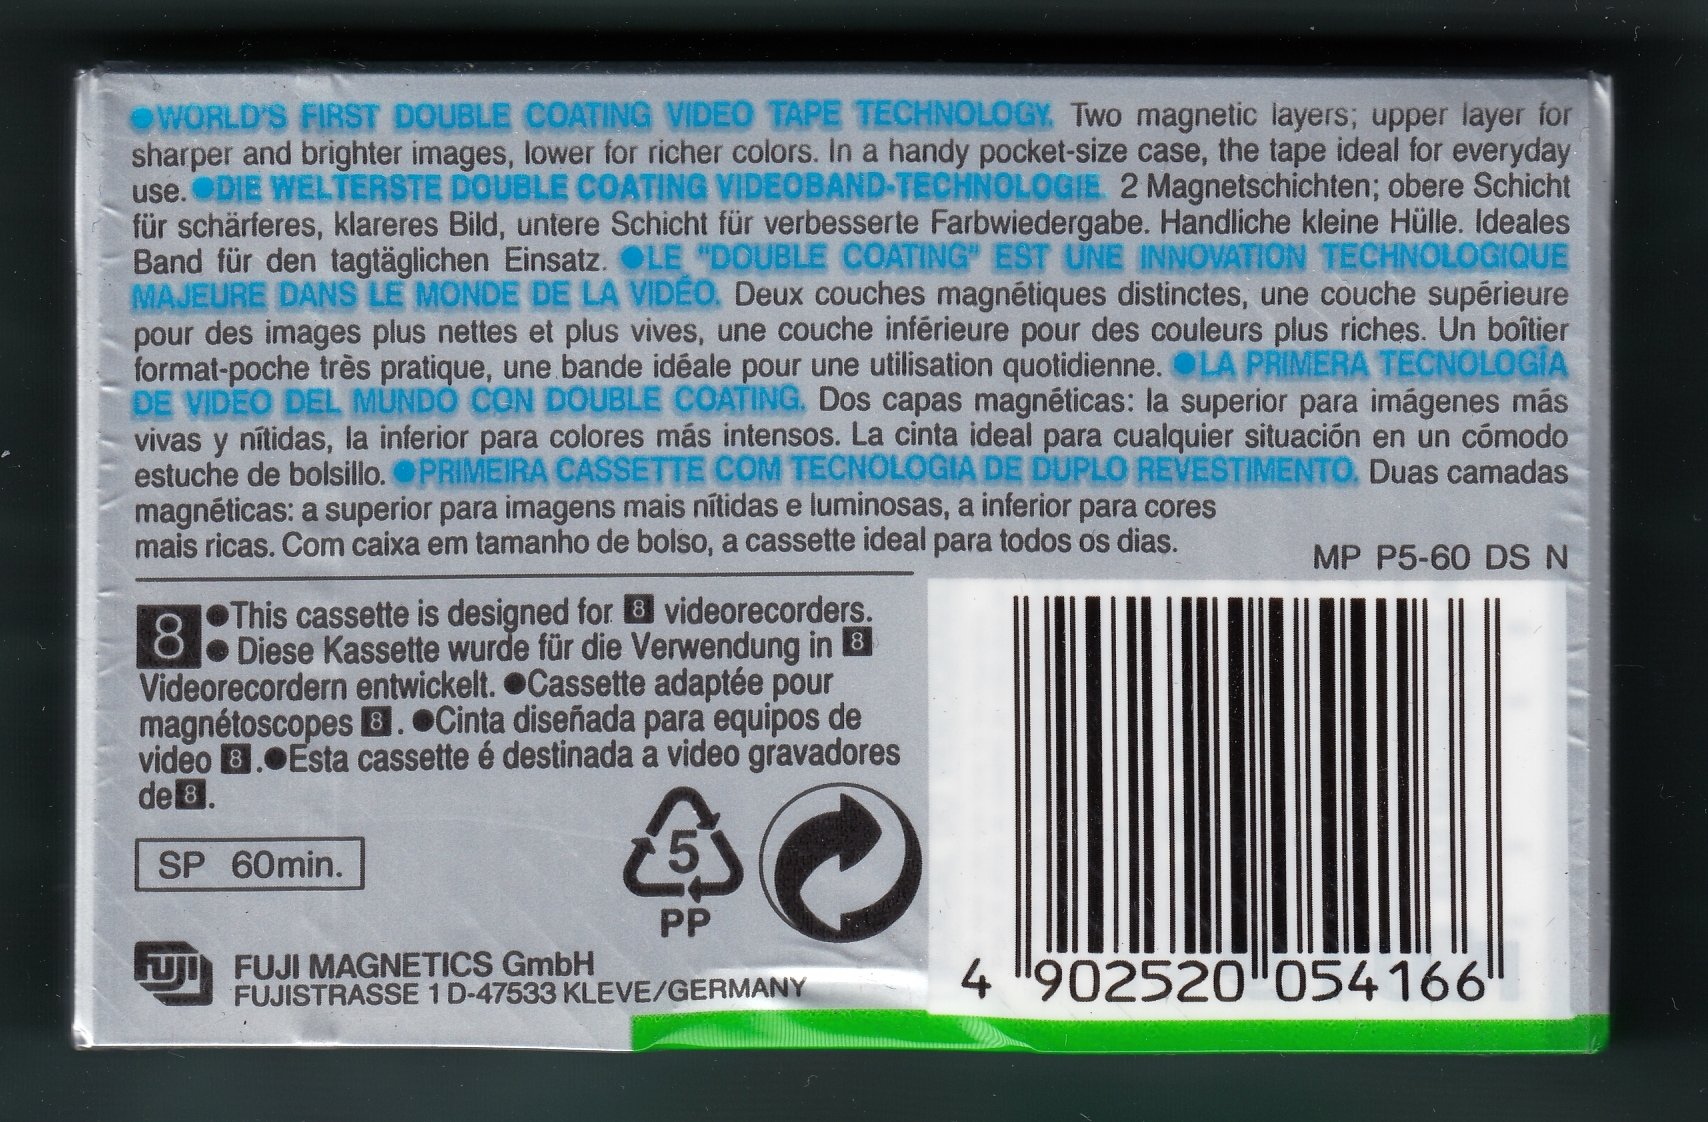 ●WORLD'S FIRST DOUBLE COATING VIDEO TAPE TECHNOLOGY. Two magnetic layers; upper layer for
sharper and brighter images, lower for richer colors. In a handy pocket-size case, the tape ideal for everyday
use. ●DIE WELTERSTE DOUBLE COATING VIDEOBAND-TECHNOLOGIE. 2 Magnetschichten; obere Schicht
für schärferes, klareres Bild, untere Schicht für verbesserte Farbwiedergabe. Handliche kleine Hülle. Ideales
Band für den tagtäglichen Einsatz. ●LE "DOUBLE COATING" EST UNE INNOVATION TECHNOLOGIQUE
MAJEURE DANS LE MONDE DE LA VIDÉO. Deux couches magnétiques distinctes, une couche supérieure
pour des images plus nettes et plus vives, une couche inférieure pour des couleurs plus riches. Un boîtier
format-poche très pratique, une bande idéale pour une utilisation quotidienne. ●LA PRIMERA TECNOLOGÍA
DE VIDEO DEL MUNDO CON DOUBLE COATING. Dos capas magnéticas: la superior para imágenes más
vivas y nítidas, la inferior para colores más intensos. La cinta ideal para cualquier situación en un cómodo
estuche de bolsillo. ●PRIMEIRA CASSETTE COM TECNOLOGIA DE DUPLO REVESTIMENTO. Duas camadas
magnéticas: a superior para imagens mais nítidas e luminosas, a inferior para cores
mais ricas. Com caixa em tamanho de bolso, a cassette ideal para todos os dias.
MP P5-60 DS N
8 ●This cassette is designed for 8 videorecorders.
● Diese Kassette wurde für die Verwendung in 8
Videorecordern entwickelt. ●Cassette adaptée pour
magnétoscopes 8. ●Cinta diseñada para equipos de
video 8. ●Esta cassette é destinada a video gravadores
de 8.
SP 60min.
5
PP
FUJI
FUJI MAGNETICS GmbH
FUJISTRASSE 1 D-47533 KLEVE/GERMANY
4 902520 054166